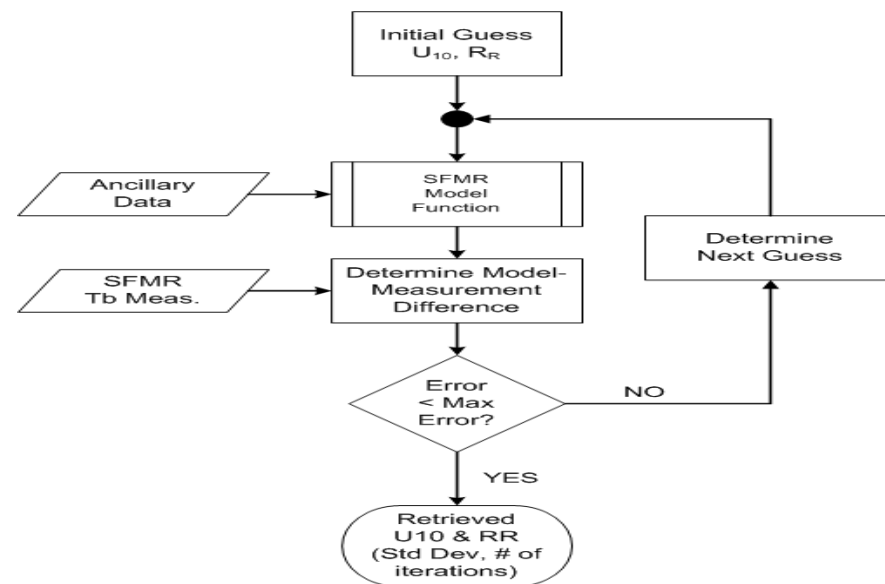 Initial Guess
U₁₀, R_R
Ancillary
Data
SFMR
Model
Function
SFMR
Tb Meas.
Determine Model-
Measurement
Difference
Determine
Next Guess
Error
< Max
Error?
NO
YES
Retrieved
U10 & RR
(Std Dev, # of
iterations)